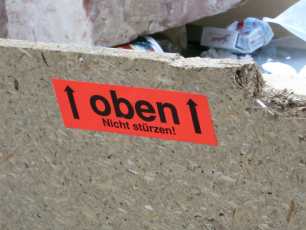 ↑ oben ↑
Nicht stürzen!